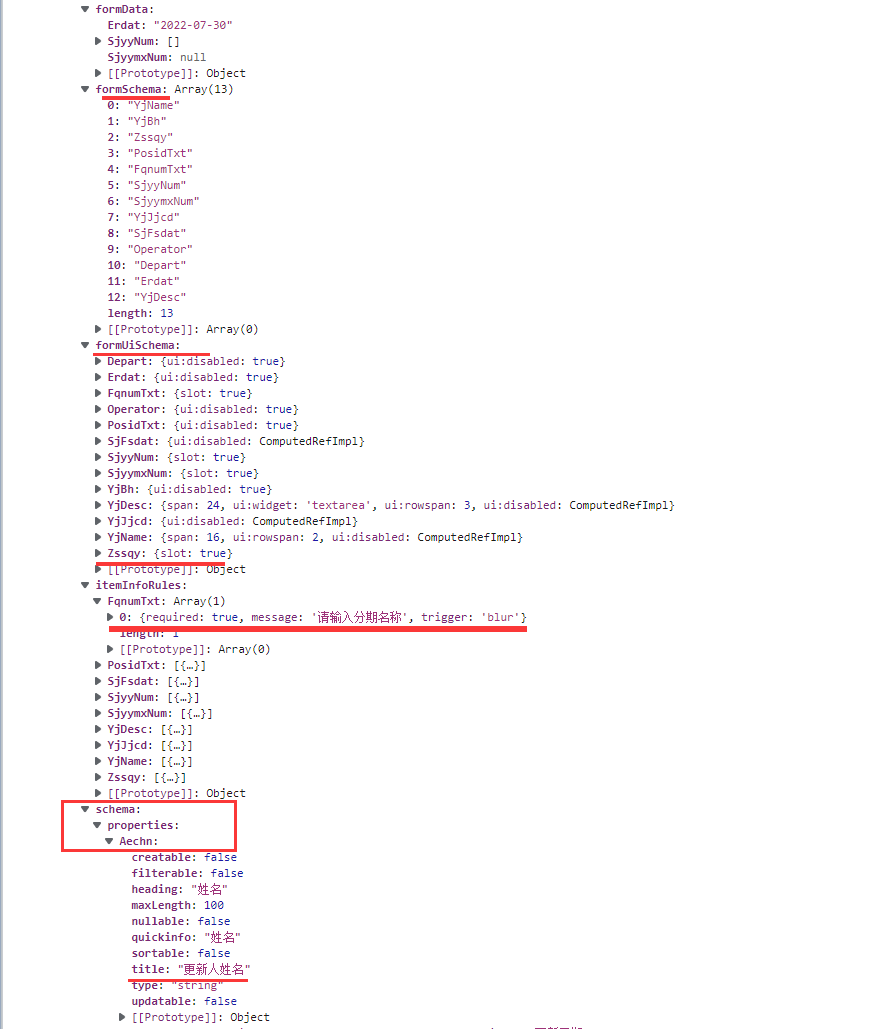 formData:
Erdat: "2022-07-30"
SjyyNum: []
SjyymxNum: null
[[Prototype]]: Object
formSchema: Array(13)
0: "YjName"
1: "YjBh"
2: "Zssqy"
3: "PosidTxt"
4: "FqnumTxt"
5: "SjyyNum"
6: "SjyymxNum"
7: "YjJjcd"
8: "SjFsdat"
9: "Operator"
10: "Depart"
11: "Erdat"
12: "YjDesc"
length: 13
[[Prototype]]: Array(0)
formUiSchema:
Depart: {ui:disabled: true}
Erdat: {ui:disabled: true}
FqnumTxt: {slot: true}
Operator: {ui:disabled: true}
PosidTxt: {ui:disabled: true}
SjFsdat: {ui:disabled: ComputedRefImpl}
SjyyNum: {slot: true}
SjyymxNum: {slot: true}
YjBh: {ui:disabled: true}
YjDesc: {span: 24, ui:widget: 'textarea', ui:rowspan: 3, ui:disabled: ComputedRefImpl}
YjJjcd: {ui:disabled: ComputedRefImpl}
YjName: {span: 16, ui:rowspan: 2, ui:disabled: ComputedRefImpl}
Zssqy: {slot: true}
[[Prototype]]: Object
itemInfoRules:
FqnumTxt: Array(1)
0: {required: true, message: '请输入分期名称', trigger: 'blur'}
length: 1
[[Prototype]]: Array(0)
PosidTxt: [{…}]
SjFsdat: [{…}]
SjyyNum: [{…}]
SjyymxNum: [{…}]
YjDesc: [{…}]
YjJjcd: [{…}]
YjName: [{…}]
Zssqy: [{…}]
[[Prototype]]: Object
schema:
properties:
Aechn:
creatable: false
filterable: false
heading: "姓名"
maxLength: 100
nullable: false
quickinfo: "姓名"
sortable: false
title: "更新人姓名"
type: "string"
updatable: false
[[Prototype]]: Object